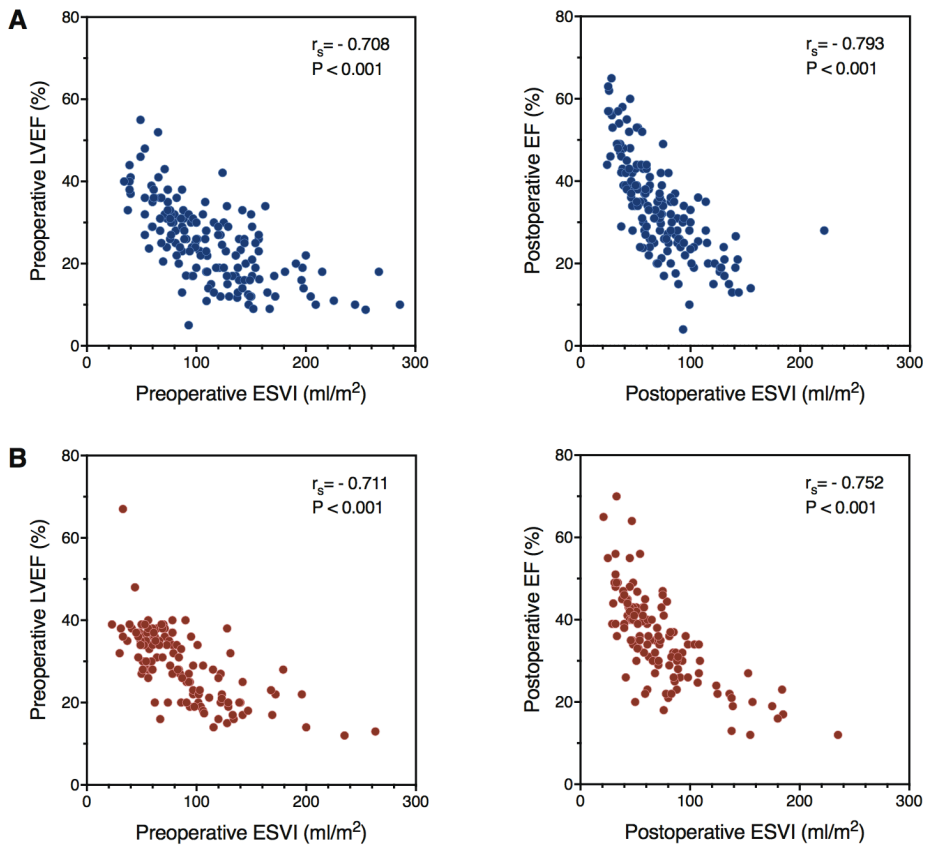 A
80
60
40
20
0
0
100
200
300
Preoperative LVEF (%)
Preoperative ESVI (ml/m²)
rs= - 0.708
P < 0.001
80
60
40
20
0
0
100
200
300
Postoperative EF (%)
Postoperative ESVI (ml/m²)
rs= - 0.793
P < 0.001
B
80
60
40
20
0
0
100
200
300
Preoperative LVEF (%)
Preoperative ESVI (ml/m²)
rs= - 0.711
P < 0.001
80
60
40
20
0
0
100
200
300
Postoperative EF (%)
Postoperative ESVI (ml/m²)
rs= - 0.752
P < 0.001